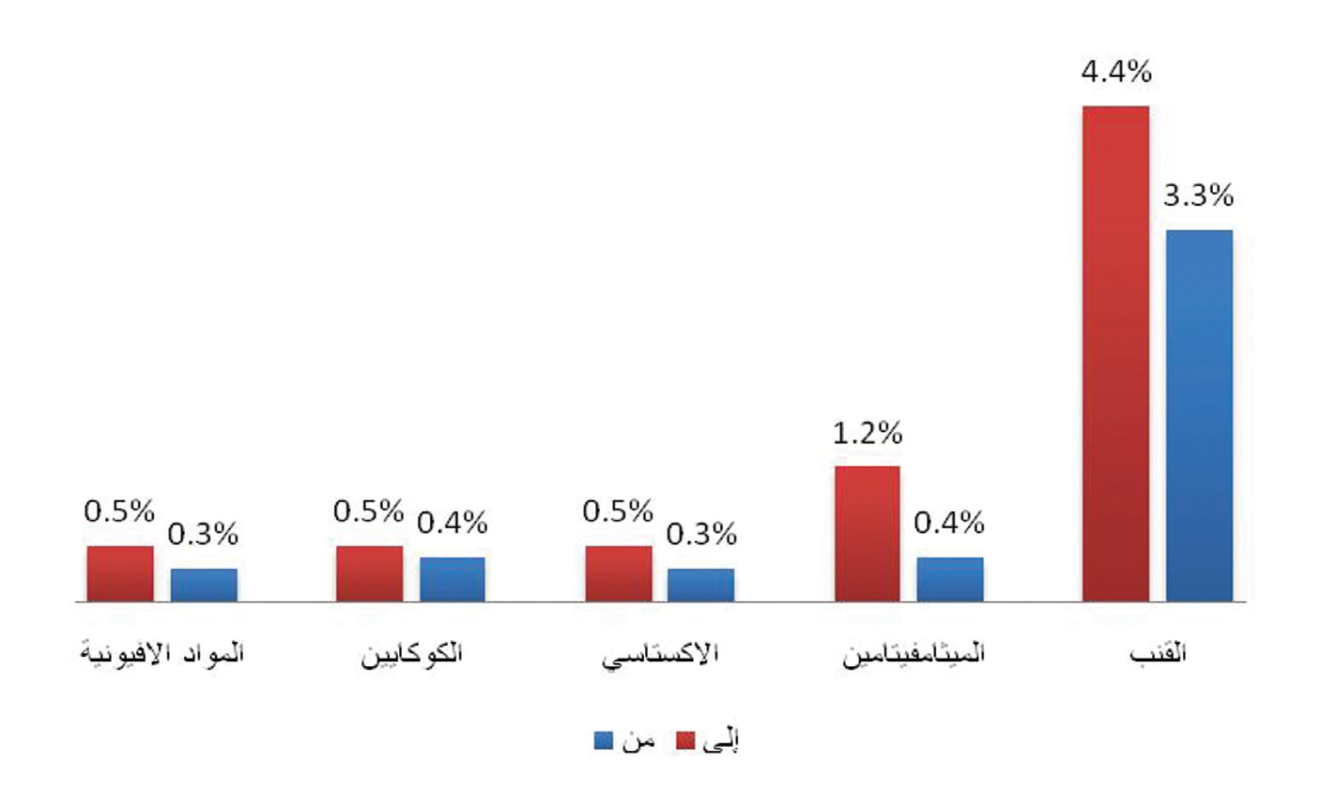 4.4%
3.3%
1.2%
0.4%
0.5%
0.3%
0.5%
0.4%
0.5%
0.3%
القنب
الميثامفيتامين
الاكستاسي
الكوكايين
المواد الافيونية
من
إلى